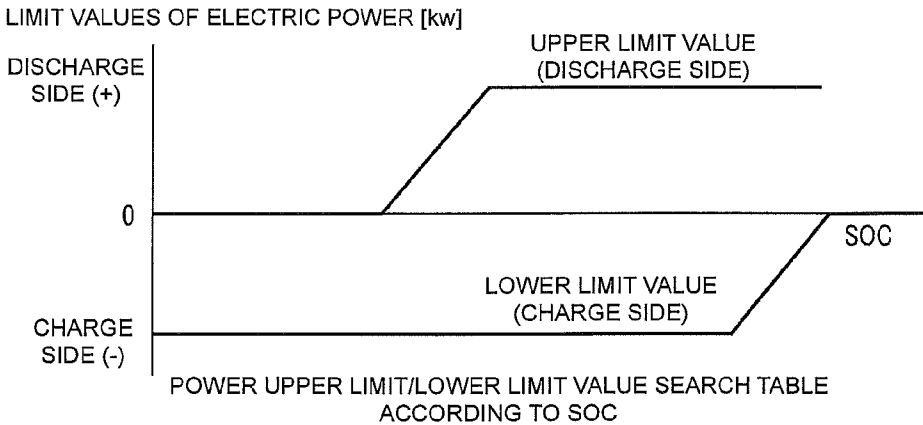 LIMIT VALUES OF ELECTRIC POWER [kw]
UPPER LIMIT VALUE
(DISCHARGE SIDE)
DISCHARGE
SIDE (+)
0
SOC
LOWER LIMIT VALUE
(CHARGE SIDE)
CHARGE
SIDE (-)
POWER UPPER LIMIT/LOWER LIMIT VALUE SEARCH TABLE
ACCORDING TO SOC